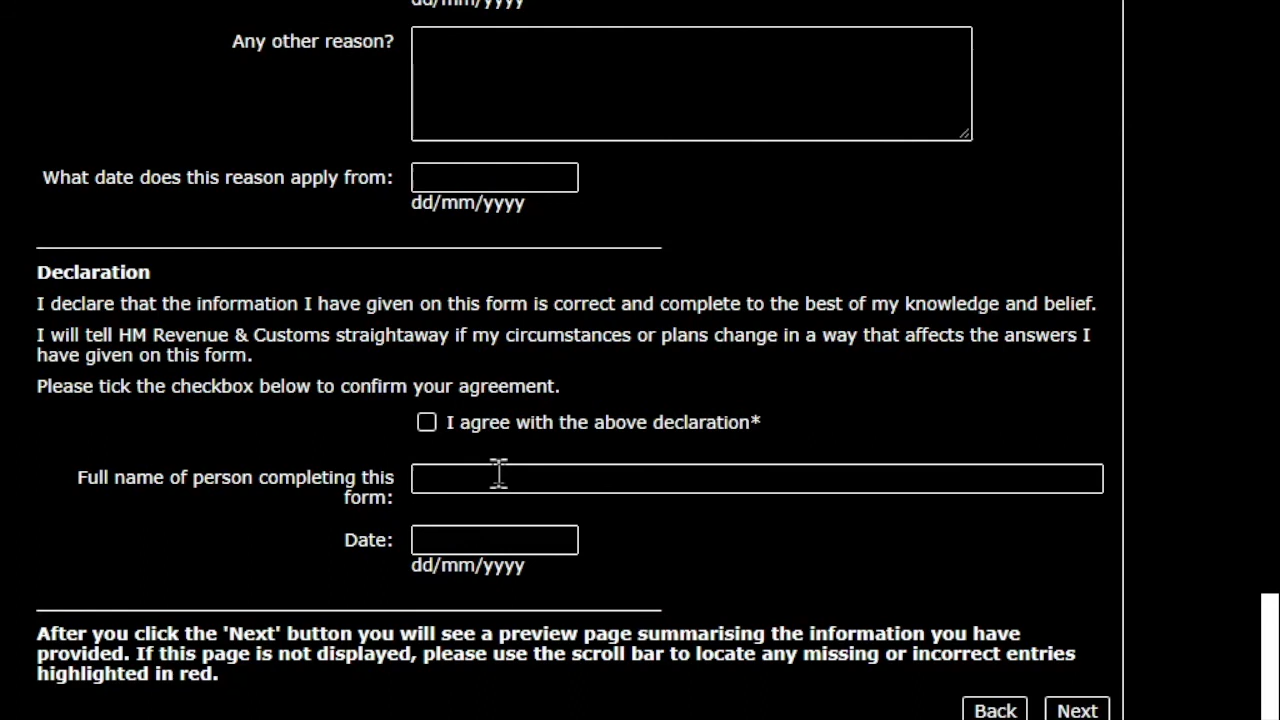 dd/mm/yyyy
Any other reason?
What date does this reason apply from:
dd/mm/yyyy
Declaration
I declare that the information I have given on this form is correct and complete to the best of my knowledge and belief.
I will tell HM Revenue & Customs straightaway if my circumstances or plans change in a way that affects the answers I
have given on this form.
Please tick the checkbox below to confirm your agreement.
I agree with the above declaration*
Full name of person completing this
form:
Date:
dd/mm/yyyy
After you click the 'Next' button you will see a preview page summarising the information you have
provided. If this page is not displayed, please use the scroll bar to locate any missing or incorrect entries
highlighted in red.
Back Next